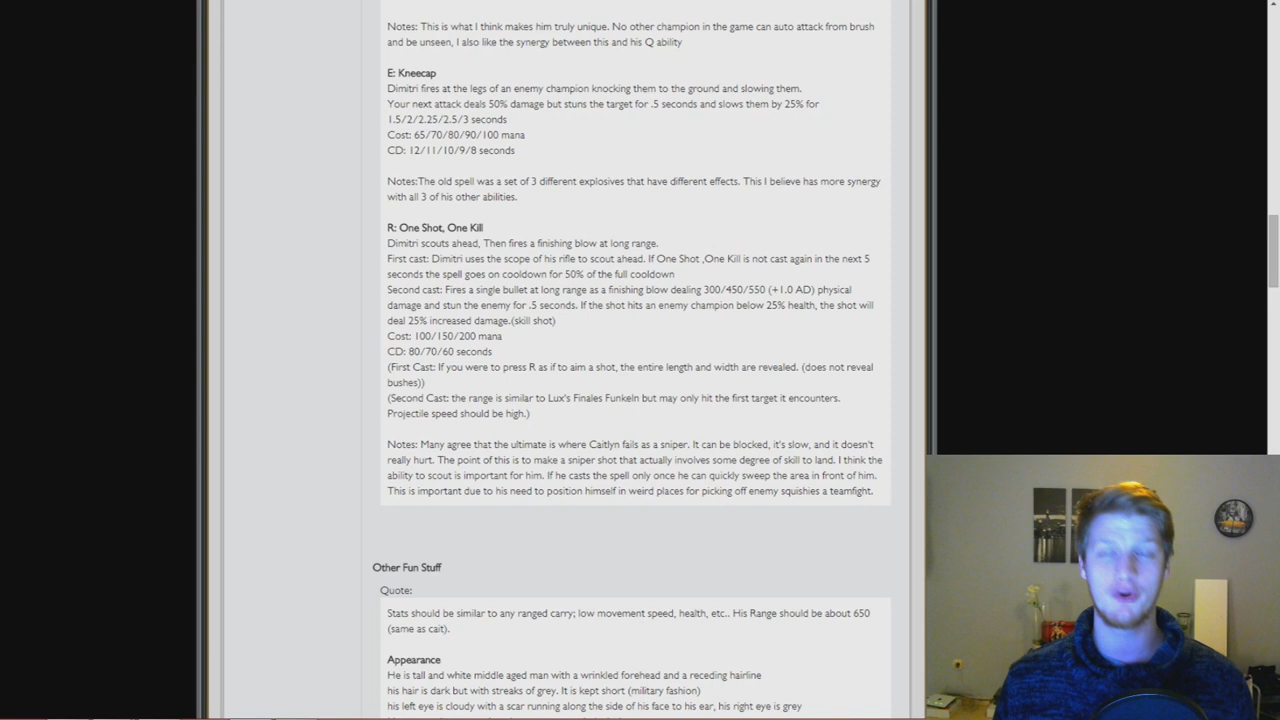 Notes: This is what I think makes him truly unique. No other champion in the game can auto attack from brush
and be unseen, I also like the synergy between this and his Q ability
E: Kneecap
Dimitri fires at the legs of an enemy champion knocking them to the ground and slowing them.
Your next attack deals 50% damage but stuns the target for .5 seconds and slows them by 25% for
1.5/2/2.25/2.5/3 seconds
Cost: 65/70/80/90/100 mana
CD: 12/11/10/9/8 seconds
Notes:The old spell was a set of 3 different explosives that have different effects. This I believe has more synergy
with all 3 of his other abilities.
R: One Shot, One Kill
Dimitri scouts ahead, Then fires a finishing blow at long range.
First cast: Dimitri uses the scope of his rifle to scout ahead. If One Shot ,One Kill is not cast again in the next 5
seconds the spell goes on cooldown for 50% of the full cooldown
Second cast: Fires a single bullet at long range as a finishing blow dealing 300/450/550 (+1.0 AD) physical
damage and stun the enemy for .5 seconds. If the shot hits an enemy champion below 25% health, the shot will
deal 25% increased damage.(skill shot)
Cost: 100/150/200 mana
CD: 80/70/60 seconds
(First Cast: If you were to press R as if to aim a shot, the entire length and width are revealed. (does not reveal
bushes))
(Second Cast: the range is similar to Lux's Finales Funkeln but may only hit the first target it encounters.
Projectile speed should be high.)
Notes: Many agree that the ultimate is where Caitlyn fails as a sniper. It can be blocked, it's slow, and it doesn't
really hurt. The point of this is to make a sniper shot that actually involves some degree of skill to land. I think the
ability to scout is important for him. If he casts the spell only once he can quickly sweep the area in front of him.
This is important due to his need to position himself in weird places for picking off enemy squishies a teamfight.
Other Fun Stuff
Quote:
Stats should be similar to any ranged carry; low movement speed, health, etc.. His Range should be about 650
(same as cait).
Appearance
He is tall and white middle aged man with a wrinkled forehead and a receding hairline
his hair is dark but with streaks of grey. It is kept short (military fashion)
his left eye is cloudy with a scar running along the side of his face to his ear, his right eye is grey